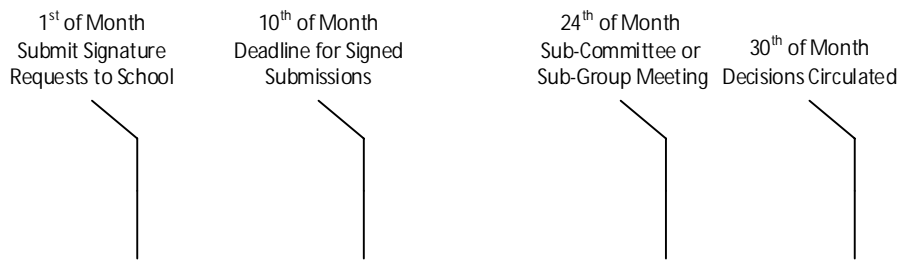 1st of Month
Submit Signature
Requests to School
10th of Month
Deadline for Signed
Submissions
24th of Month
Sub-Committee or
Sub-Group Meeting
30th of Month
Decisions Circulated